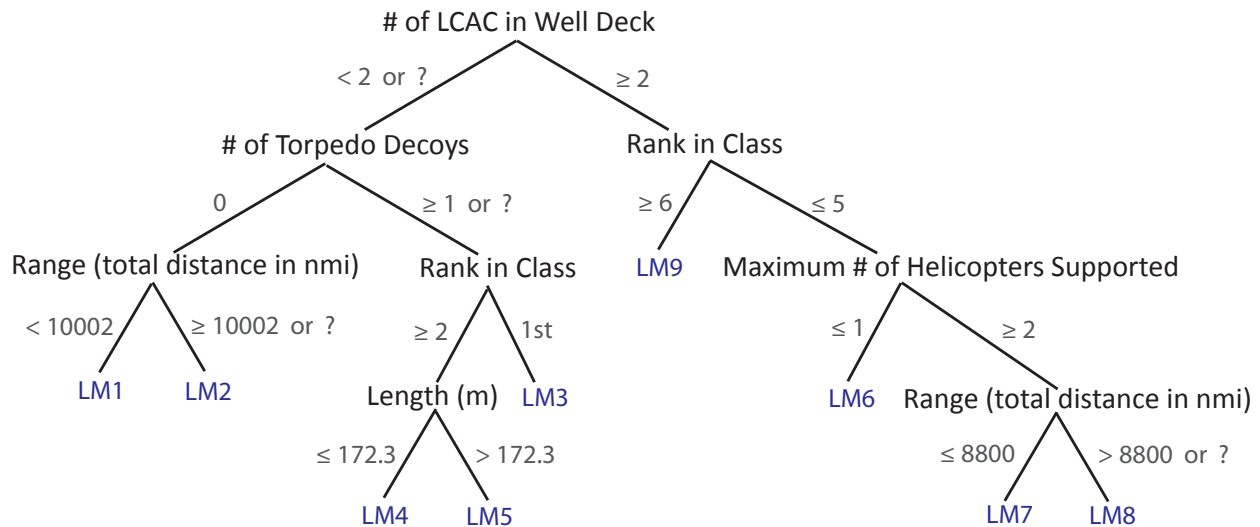 # of LCAC in Well Deck
< 2 or ?
≥ 2
# of Torpedo Decoys
Rank in Class
0
≥ 1 or ?
≥ 6
≤ 5
Range (total distance in nmi)
Rank in Class
LM9
Maximum # of Helicopters Supported
< 10002
≥ 10002 or ?
≥ 2
1st
≤ 1
≥ 2
LM1
LM2
Length (m)
LM3
LM6
Range (total distance in nmi)
≤ 172.3
> 172.3
≤ 8800
> 8800 or ?
LM4
LM5
LM7
LM8